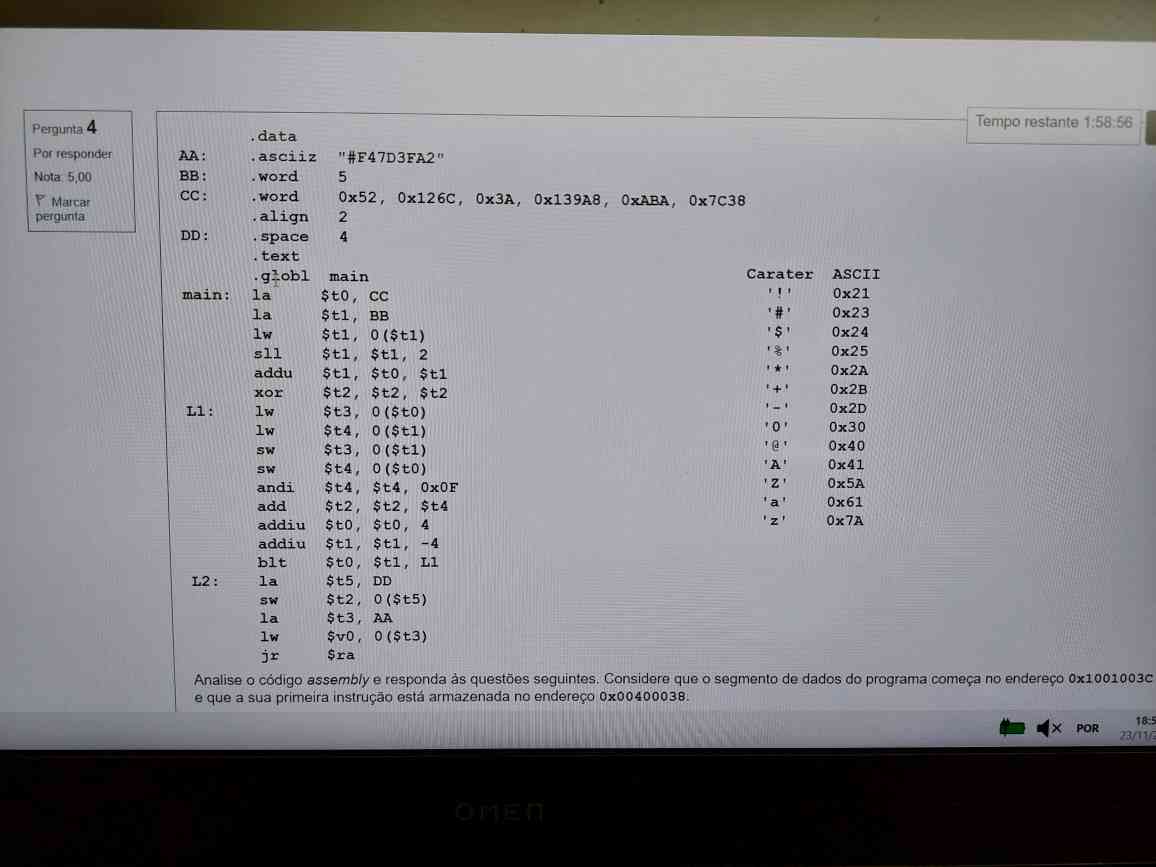 Pergunta 4
Por responder
Nota: 5,00
Marcar
pergunta
Tempo restante 1:58:56
.data
AA: .asciiz "#F47D3FA2"
BB: .word 5
CC: .word 0x52, 0x126C, 0x3A, 0x139A8, 0xABA, 0x7C38
.align 2
DD: .space 4
.text
.globl main
main: la $t0, CC
la $t1, BB
lw $t1, 0($t1)
sll $t1, $t1, 2
addu $t1, $t0, $t1
xor $t2, $t2, $t2
L1: lw $t3, 0($t0)
lw $t4, 0($t1)
sw $t3, 0($t1)
sw $t4, 0($t0)
andi $t4, $t4, 0x0F
add $t2, $t2, $t4
addiu $t0, $t0, 4
addiu $t1, $t1, -4
blt $t0, $t1, L1
L2: la $t5, DD
sw $t2, 0($t5)
la $t3, AA
lw $v0, 0($t3)
jr $ra
Carater ASCII
'!' 0x21
'#' 0x23
'$' 0x24
'%' 0x25
'*' 0x2A
'+' 0x2B
'-' 0x2D
'0' 0x30
'@' 0x40
'A' 0x41
'Z' 0x5A
'a' 0x61
'z' 0x7A
Analise o código assembly e responda às questões seguintes. Considere que o segmento de dados do programa começa no endereço 0x1001003C
e que a sua primeira instrução está armazenada no endereço 0x00400038.
POR
18:5
23/11/2
OMEN